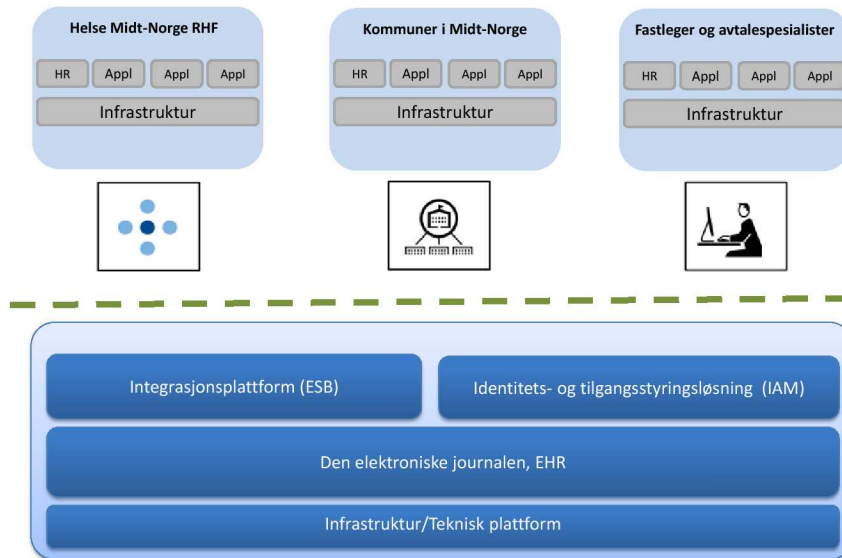 Helse Midt-Norge RHF
HR Appl Appl Appl
Infrastruktur
Kommuner i Midt-Norge
HR Appl Appl Appl
Infrastruktur
Fastleger og avtalespesialister
HR Appl Appl Appl
Infrastruktur
Integrasjonsplattform (ESB)
Identitets- og tilgangsstyringsløsning (IAM)
Den elektroniske journalen, EHR
Infrastruktur/Teknisk plattform